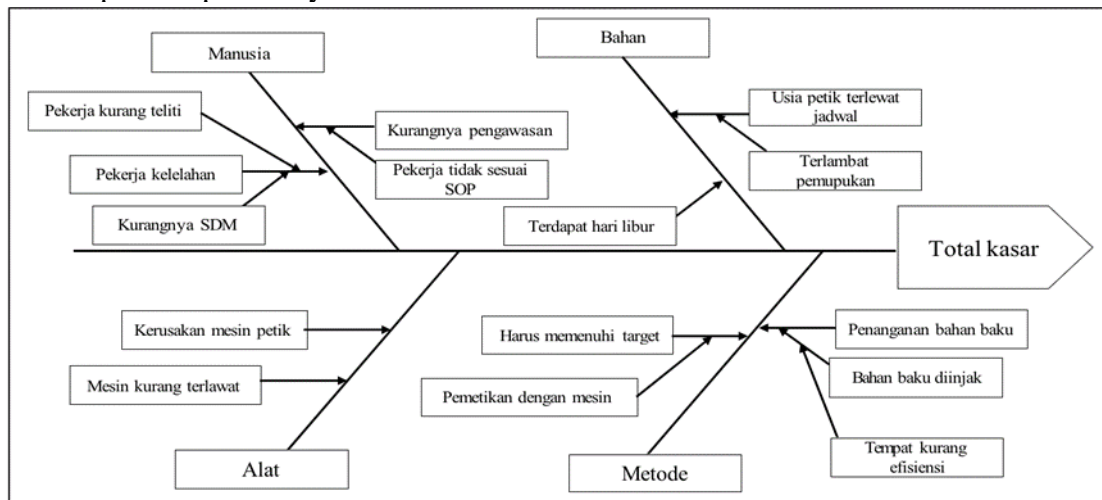 Manusia
Bahan
Pekerja kurang teliti
Kurangnya pengawasan
Usia petik terlewat
jadwal
Pekerja kelelahan
Pekerja tidak sesuai
SOP
Terlambat
pemupukan
Kurangnya SDM
Terdapat hari libur
Total kasar
Kerusakan mesin petik
Harus memenuhi target
Penanganan bahan baku
Mesin kurang terlawat
Pemetikan dengan mesin
Bahan baku diinjak
Tempat kurang
efisiensi
Alat
Metode